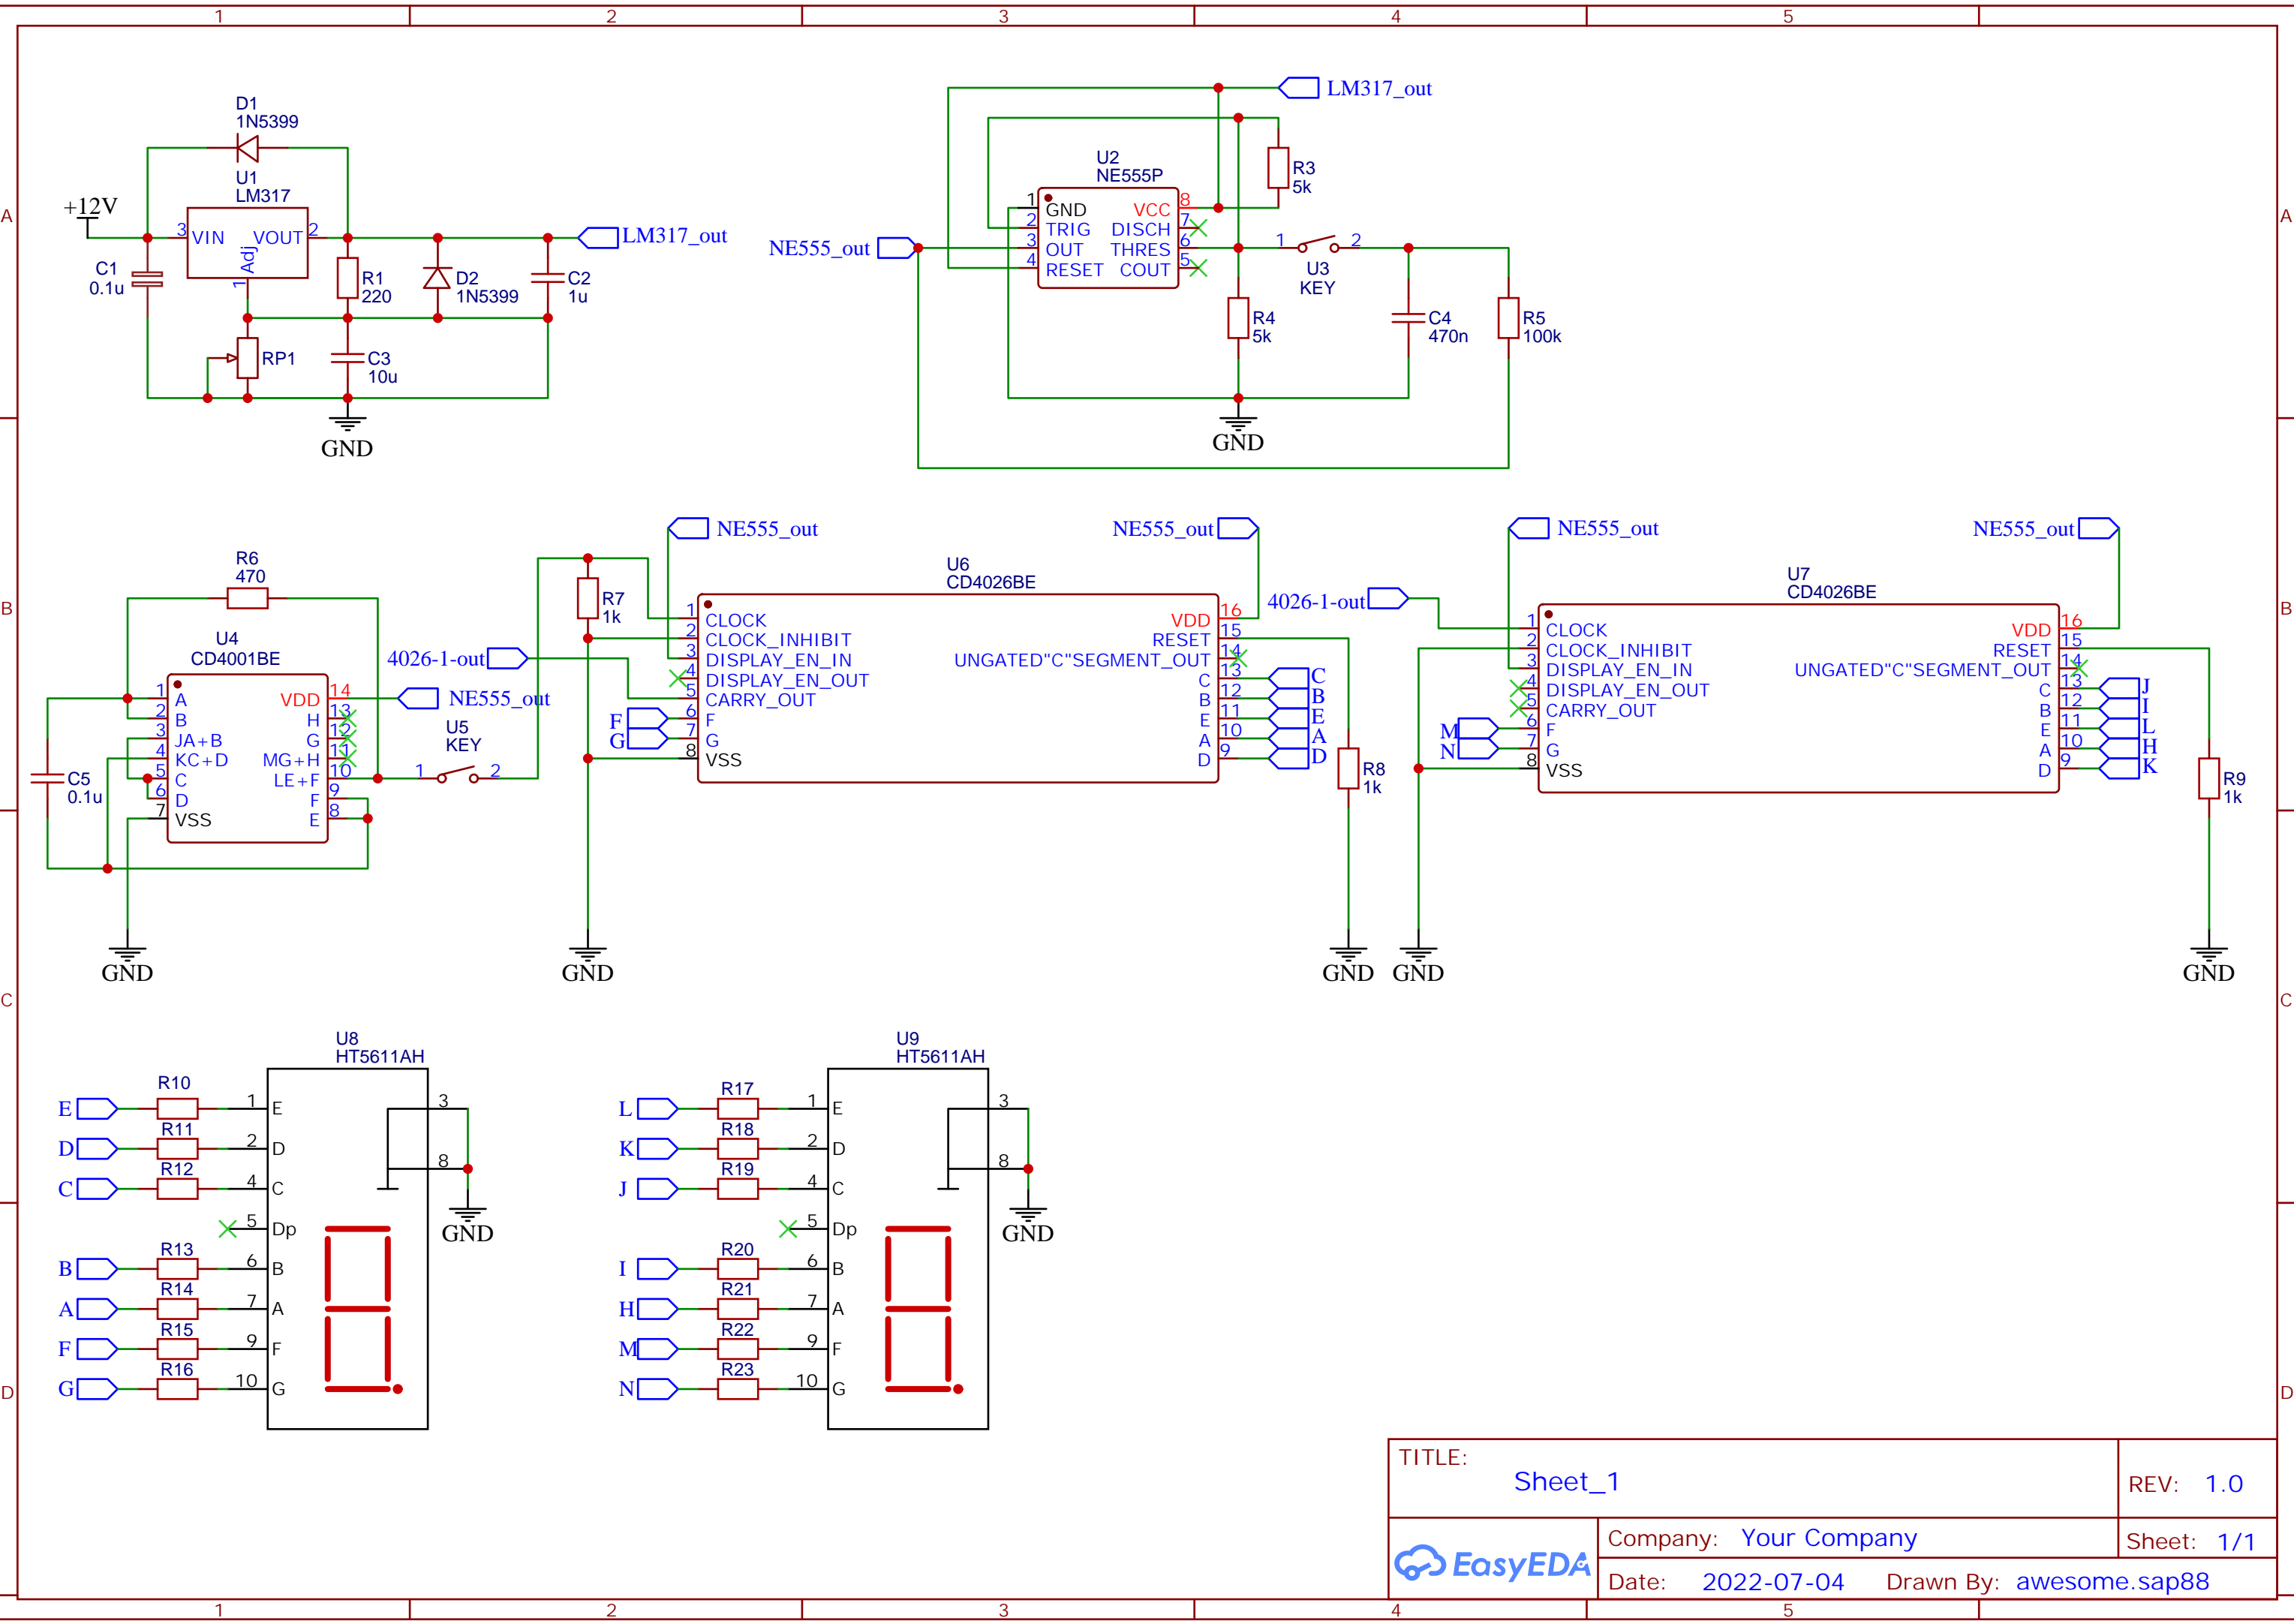 1 2 3 4 5
A A
B B
C C
D D
1 2 3 4 5
D1
1N5399
U1
LM317
+12V
3 VIN VOUT 2
Adj
1
LM317_out
C1
0.1u
R1
220
D2
1N5399
C2
1u
RP1
C3
10u
GND
LM317_out
U2
NE555P
R3
5k
1 GND VCC 8
2 TRIG DISCH 7
3 OUT THRES 6
4 RESET COUT 5
NE555_out
1 2
U3
KEY
R4
5k
C4
470n
R5
100k
GND
R6
470
U4
CD4001BE
1 A VDD 14
2 B H 13
3 JA+B G 12
4 KC+D MG+H 11
5 C LE+F 10
6 D F 9
7 VSS E 8
NE555_out
C5
0.1u
GND
U5
KEY
1 2
R7
1k
4026-1-out
GND
NE555_out NE555_out
U6
CD4026BE
1 CLOCK VDD 16
2 CLOCK_INHIBIT RESET 15
3 DISPLAY_EN_IN UNGATED"C"SEGMENT_OUT 14
4 DISPLAY_EN_OUT C 13
5 CARRY_OUT B 12
6 F E 11
7 G A 10
8 VSS D 9
F
G
C
B
E
A
D
R8
1k
GND
4026-1-out
NE555_out NE555_out
U7
CD4026BE
1 CLOCK VDD 16
2 CLOCK_INHIBIT RESET 15
3 DISPLAY_EN_IN UNGATED"C"SEGMENT_OUT 14
4 DISPLAY_EN_OUT C 13
5 CARRY_OUT B 12
6 F E 11
7 G A 10
8 VSS D 9
M
N
J
I
L
H
K
R9
1k
GND
GND
U8
HT5611AH
E R10 1 E 3
D R11 2 D
C R12 4 C 8
5 Dp
B R13 6 B
A R14 7 A
F R15 9 F
G R16 10 G
GND
U9
HT5611AH
L R17 1 E 3
K R18 2 D
J R19 4 C 8
5 Dp
I R20 6 B
H R21 7 A
M R22 9 F
N R23 10 G
GND
TITLE:
Sheet_1
REV: 1.0
EasyEDA
Company: Your Company
Sheet: 1/1
Date: 2022-07-04 Drawn By: awesome.sap88